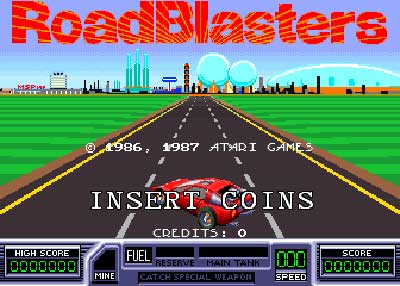 RoadBlasters
© 1986, 1987 ATARI GAMES
INSERT COINS
CREDITS: 0
HIGH SCORE
0000000
MINE
FUEL
RESERVE
MAIN TANK
CATCH SPECIAL WEAPON
000
SPEED
SCORE
0000000